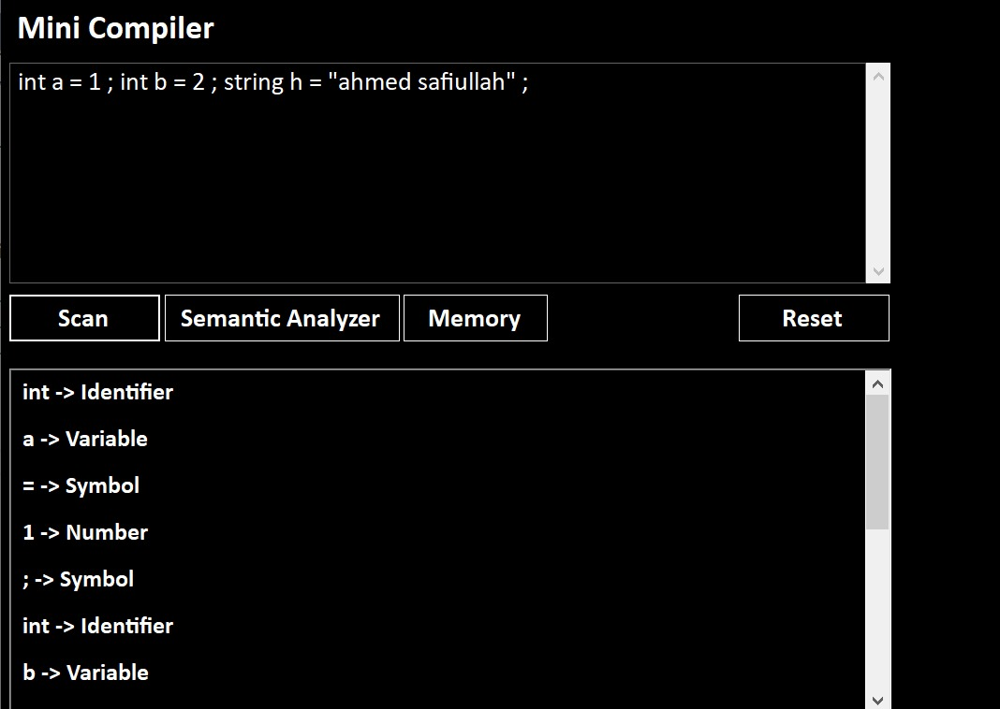 Mini Compiler
int a = 1 ; int b = 2 ; string h = "ahmed safiullah" ;
Scan
Semantic Analyzer
Memory
Reset
int -> Identifier
a -> Variable
= -> Symbol
1 -> Number
; -> Symbol
int -> Identifier
b -> Variable